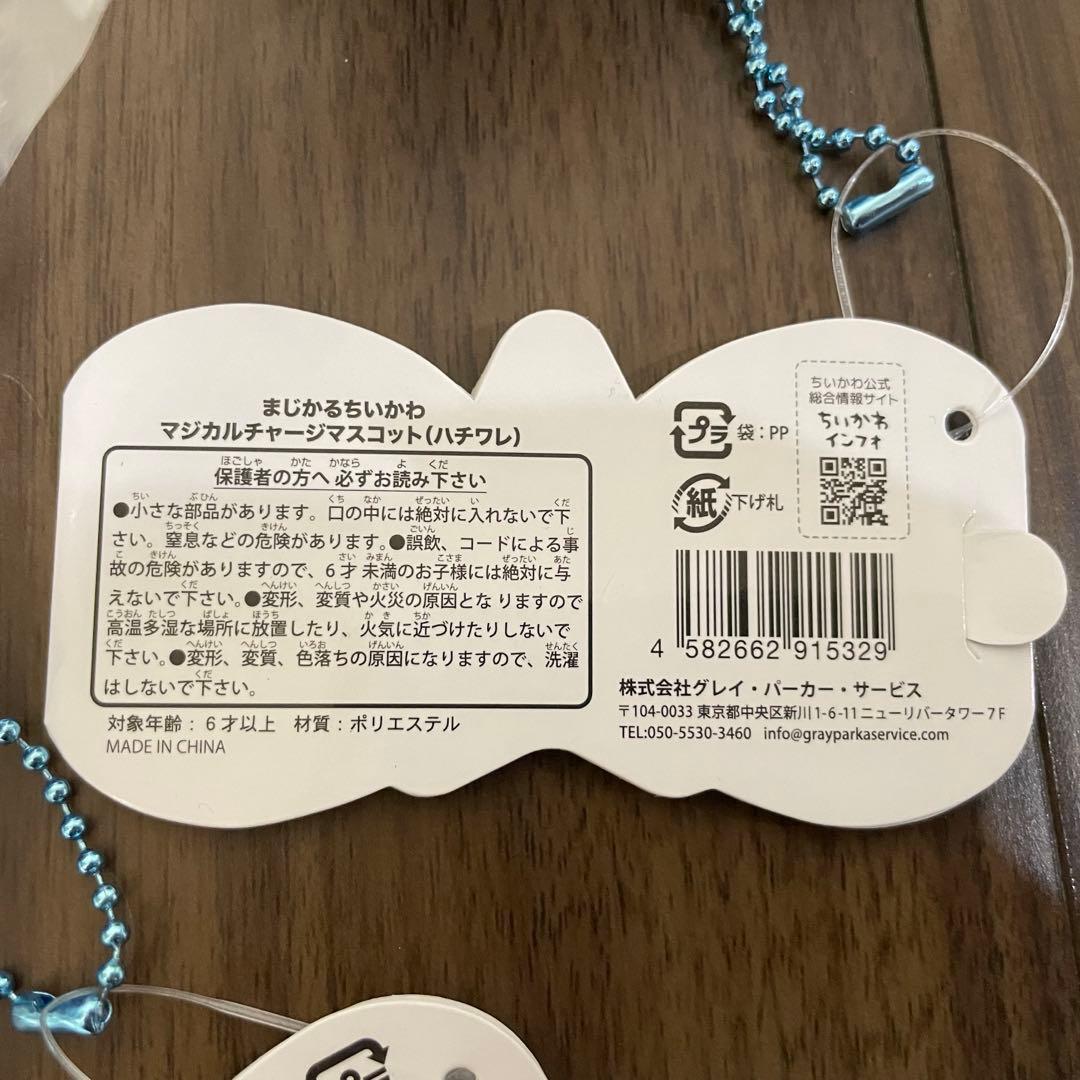 まじかるちいかわ
マジカルチャージマスコット（ハチワレ）
保護者の方へ 必ずお読み下さい
●小さな部品があります。口の中には絶対に入れないで下
さい。窒息などの危険があります。●誤飲、コードによる事
故の危険がありますので、6才 未満のお子様には絶対に与
えないで下さい。●変形、変質や火災の原因とな りますので
高温多湿な場所に放置したり、火気に近づけたりしないで
下さい。●変形、変質、色落ちの原因になりますので、洗濯
はしないで下さい。
対象年齢：6才以上　材質：ポリエステル
MADE IN CHINA
プラ 袋：PP
紙 下げ札
ちいかわ公式
総合情報サイト
ちいかわ
インフォ
4 582662 915329
株式会社グレイ・パーカー・サービス
〒104-0033 東京都中央区新川1-6-11ニューリバータワー7F
TEL:050-5530-3460 info@grayparkaservice.com